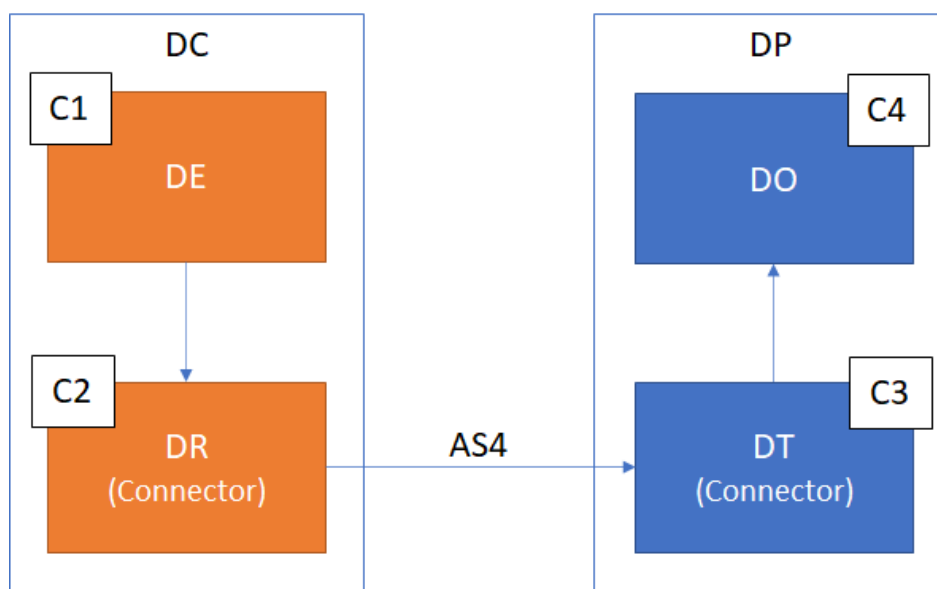 DC
C1
DE
C2
DR
(Connector)
AS4
DP
C4
DO
C3
DT
(Connector)